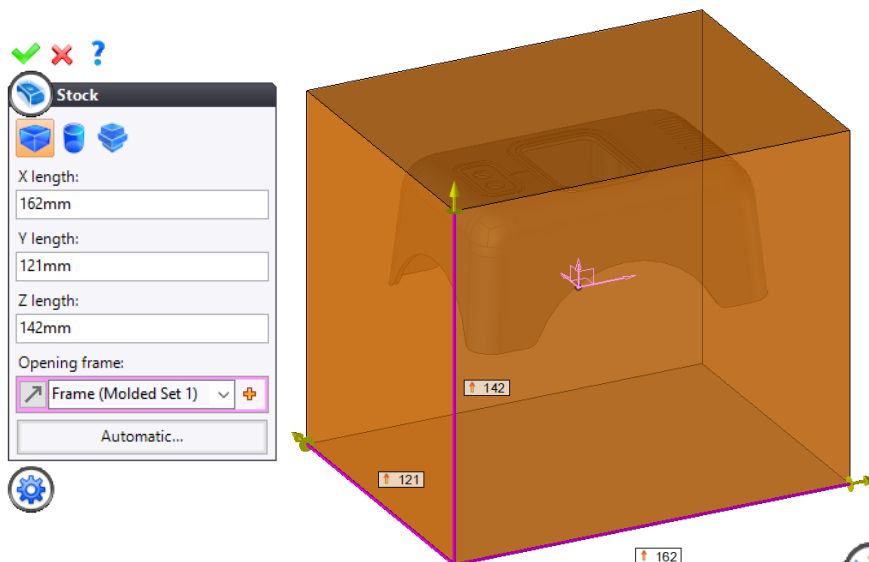 ?
Stock
X length:
162mm
Y length:
121mm
Z length:
142mm
Opening frame:
Frame (Molded Set 1)
Automatic...
142
121
162